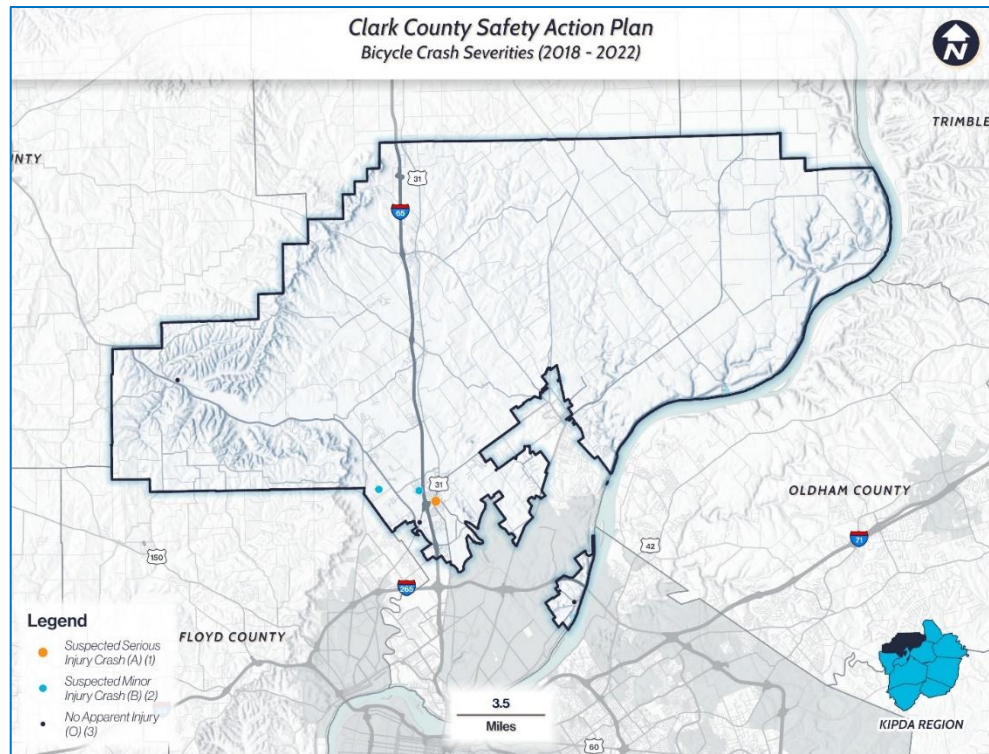 Clark County Safety Action Plan
Bicycle Crash Severities (2018 - 2022)
N
TRIMBLE
UNTY
31
65
31
OLDHAM COUNTY
71
42
150
265
FLOYD COUNTY
Legend
Suspected Serious
Injury Crash (A) (1)
Suspected Minor
Injury Crash (B) (2)
No Apparent Injury
(O) (3)
3.5
Miles
60
KIPDA REGION